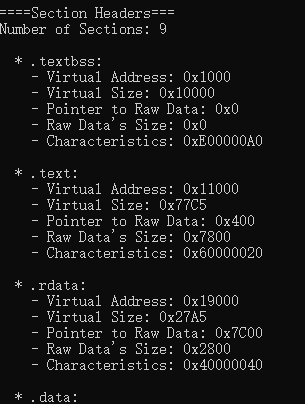 ====Section Headers===
Number of Sections: 9
* .textbss:
- Virtual Address: 0x1000
- Virtual Size: 0x10000
- Pointer to Raw Data: 0x0
- Raw Data's Size: 0x0
- Characteristics: 0xE00000A0
* .text:
- Virtual Address: 0x11000
- Virtual Size: 0x77C5
- Pointer to Raw Data: 0x400
- Raw Data's Size: 0x7800
- Characteristics: 0x60000020
* .rdata:
- Virtual Address: 0x19000
- Virtual Size: 0x27A5
- Pointer to Raw Data: 0x7C00
- Raw Data's Size: 0x2800
- Characteristics: 0x40000040
* .data: